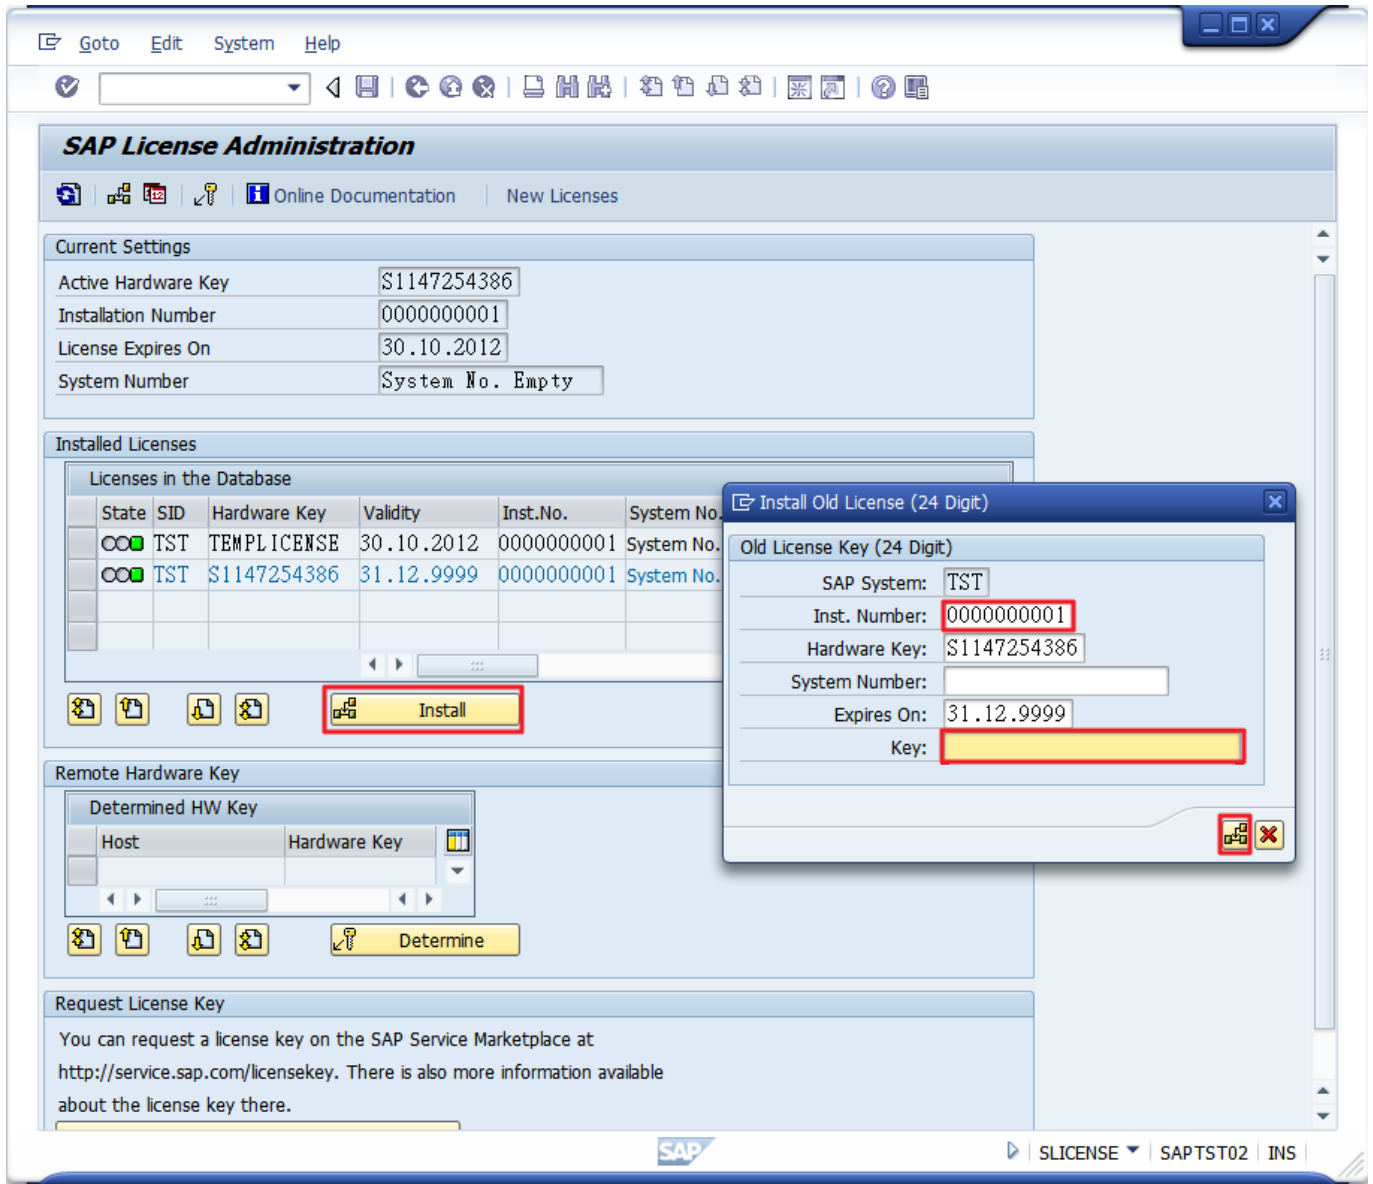 Goto Edit System Help
SAP License Administration
12 Online Documentation New Licenses
Current Settings
Active Hardware Key S1147254386
Installation Number 0000000001
License Expires On 30.10.2012
System Number System No. Empty
Installed Licenses
Licenses in the Database
State SID Hardware Key Validity Inst.No. System No.
TST TEMPLICENSE 30.10.2012 0000000001 System No.
TST S1147254386 31.12.9999 0000000001 System No.
Install
Install Old License (24 Digit)
Old License Key (24 Digit)
SAP System: TST
Inst. Number: 0000000001
Hardware Key: S1147254386
System Number:
Expires On: 31.12.9999
Key:
Remote Hardware Key
Determined HW Key
Host Hardware Key
Determine
Request License Key
You can request a license key on the SAP Service Marketplace at
http://service.sap.com/licensekey. There is also more information available
about the license key there.
SAP SLICENSE SAPTST02 INS